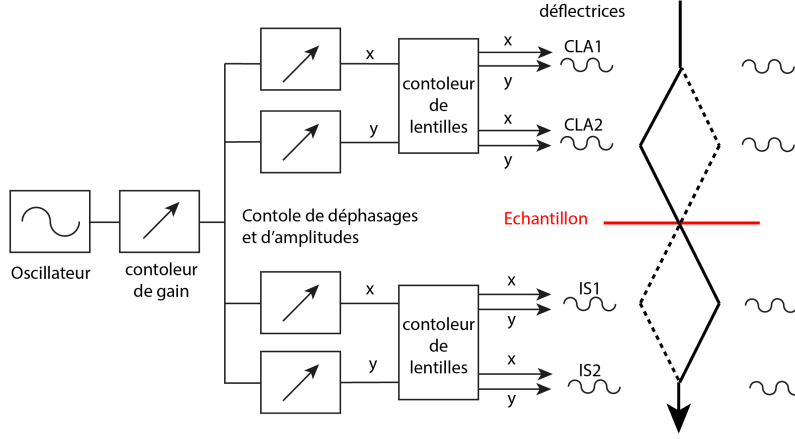 déflectrices
x
CLA1
x
y
y
contoleur
de
lentilles
x
CLA2
y
Oscillateur
contoleur
de gain
Contole de déphasages
et d'amplitudes
Echantillon
x
IS1
x
y
y
contoleur
de
lentilles
x
IS2
y